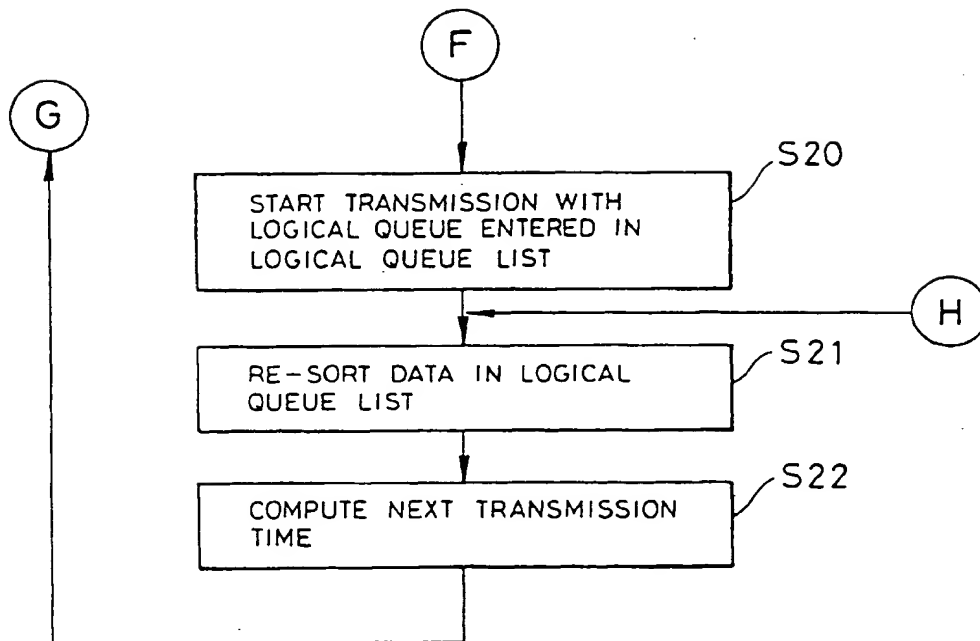 F
G
S20
START TRANSMISSION WITH
LOGICAL QUEUE ENTERED IN
LOGICAL QUEUE LIST
H
S21
RE-SORT DATA IN LOGICAL
QUEUE LIST
S22
COMPUTE NEXT TRANSMISSION
TIME